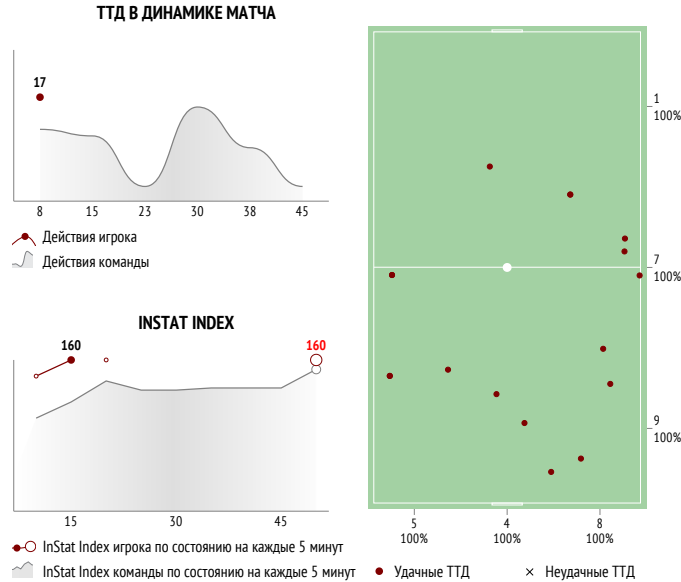 ТТД В ДИНАМИКЕ МАТЧА
17
8 15 23 30 38 45
Действия игрока
Действия команды
INSTAT INDEX
160 160
15 30 45
InStat Index игрока по состоянию на каждые 5 минут
InStat Index команды по состоянию на каждые 5 минут
1
100%
7
100%
9
100%
5 4 8
100% 100% 100%
Удачные ТТД × Неудачные ТТД